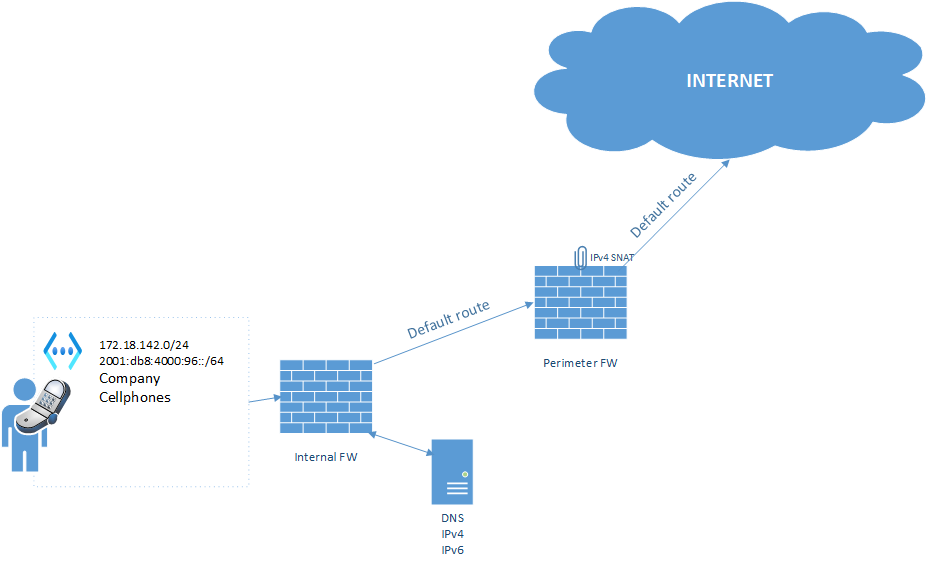 INTERNET
Default route
IPv4 SNAT
Default route
Perimeter FW
172.18.142.0/24
2001:db8:4000:96::/64
Company
Cellphones
Internal FW
DNS
IPv4
IPv6